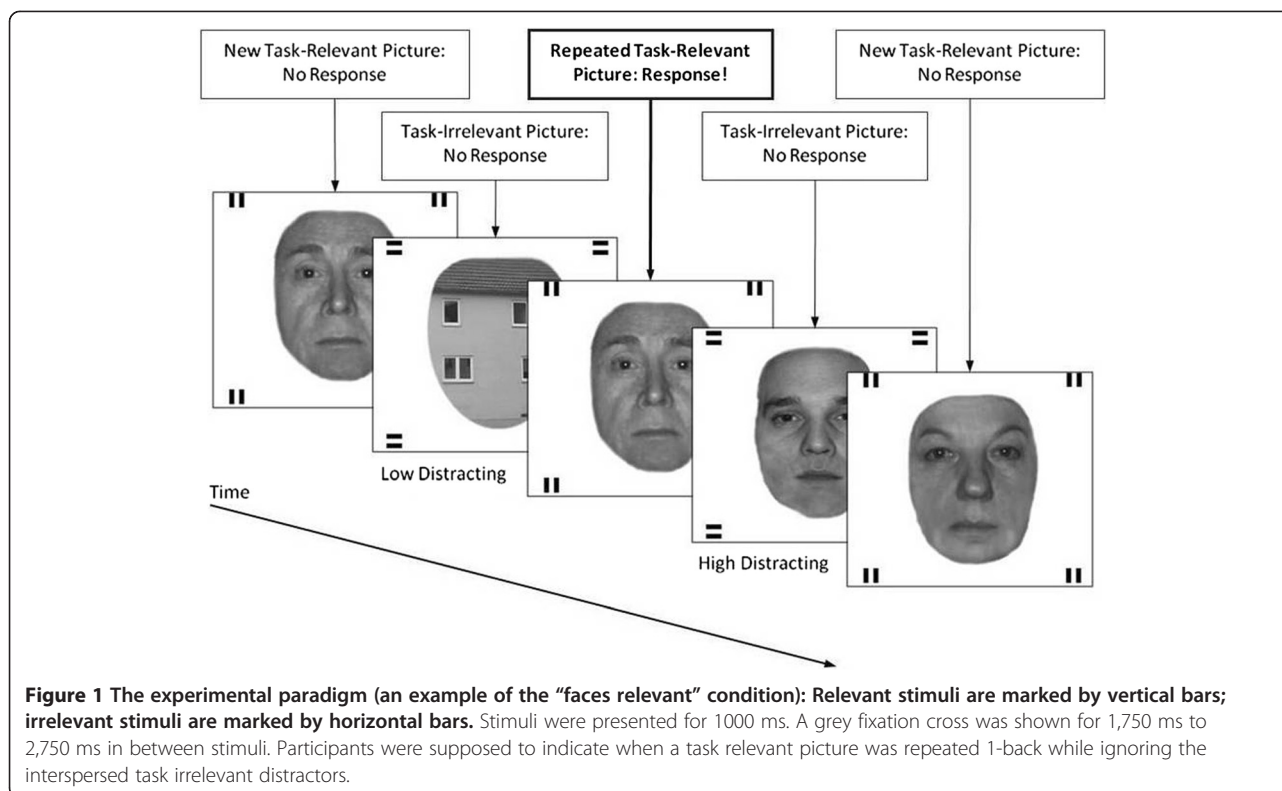 New Task-Relevant Picture:
No Response
Repeated Task-Relevant
Picture: Response!
New Task-Relevant Picture:
No Response
Task-Irrelevant Picture:
No Response
Task-Irrelevant Picture:
No Response
Low Distracting
Time
High Distracting
Figure 1 The experimental paradigm (an example of the “faces relevant” condition): Relevant stimuli are marked by vertical bars;
irrelevant stimuli are marked by horizontal bars. Stimuli were presented for 1000 ms. A grey fixation cross was shown for 1,750 ms to
2,750 ms in between stimuli. Participants were supposed to indicate when a task relevant picture was repeated 1-back while ignoring the
interspersed task irrelevant distractors.